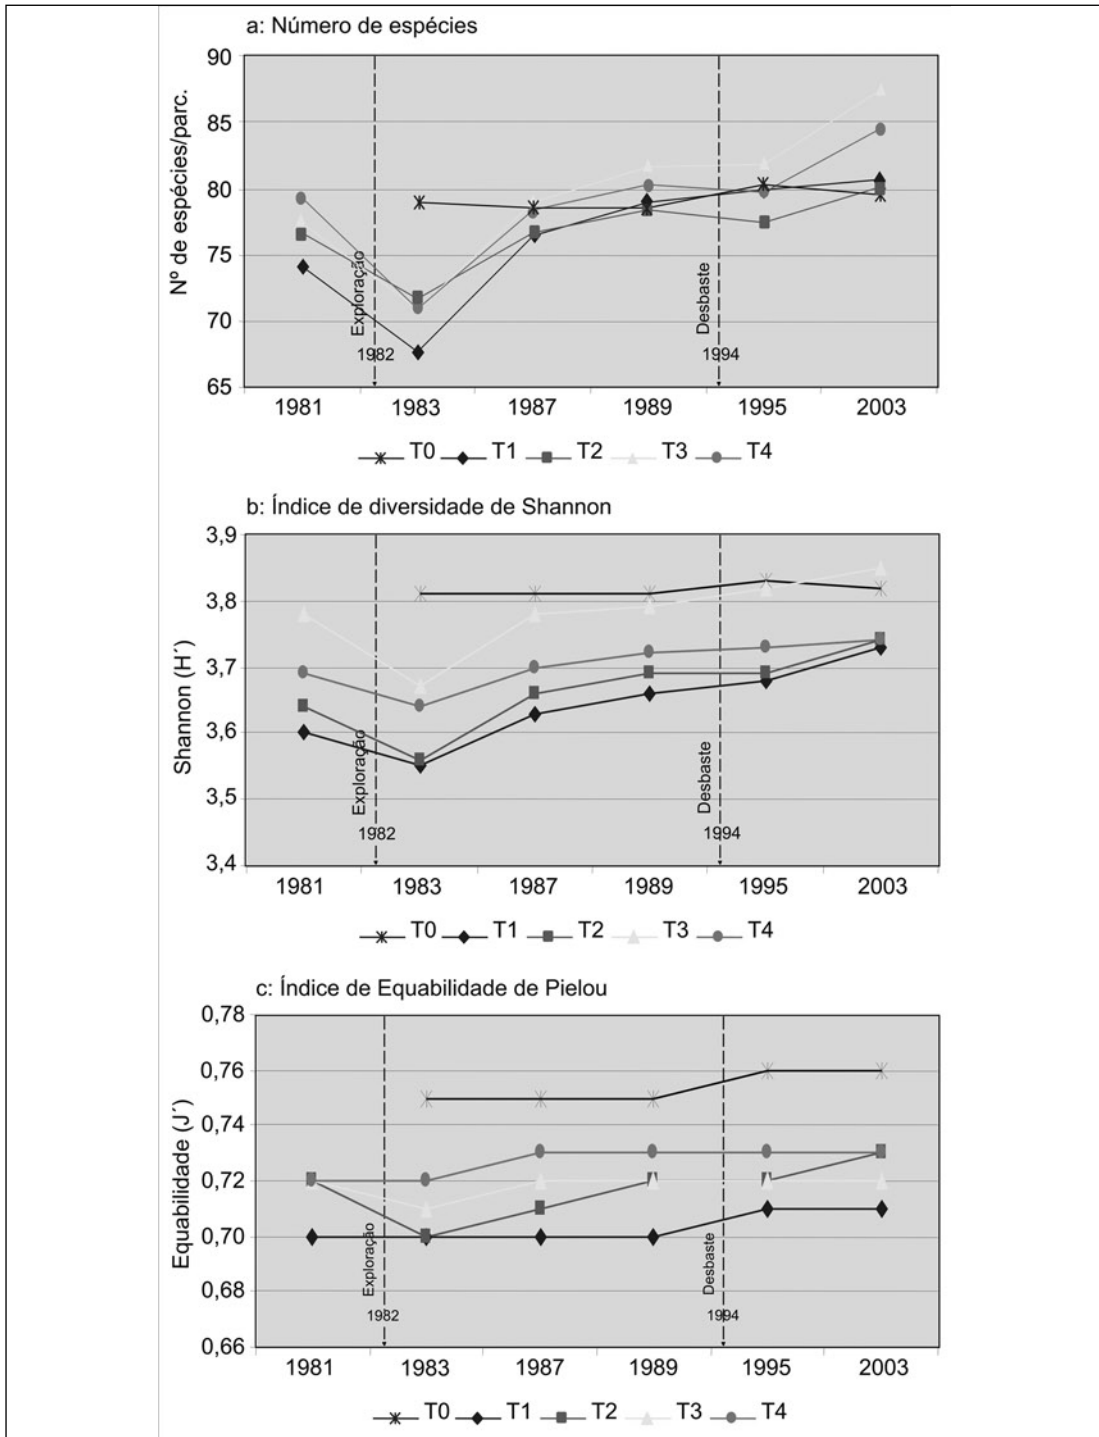 a: Número de espécies
90
85
80
75
70
65
Nº de espécies/parc.
Exploração
1982
Desbaste
1994
1981 1983 1987 1989 1995 2003
T0 T1 T2 T3 T4
b: Índice de diversidade de Shannon
3,9
3,8
3,7
3,6
3,5
3,4
Shannon (H´)
Exploração
1982
Desbaste
1994
1981 1983 1987 1989 1995 2003
T0 T1 T2 T3 T4
c: Índice de Equabilidade de Pielou
0,78
0,76
0,74
0,72
0,70
0,68
0,66
Equabilidade (J´)
Exploração
1982
Desbaste
1994
1981 1983 1987 1989 1995 2003
T0 T1 T2 T3 T4